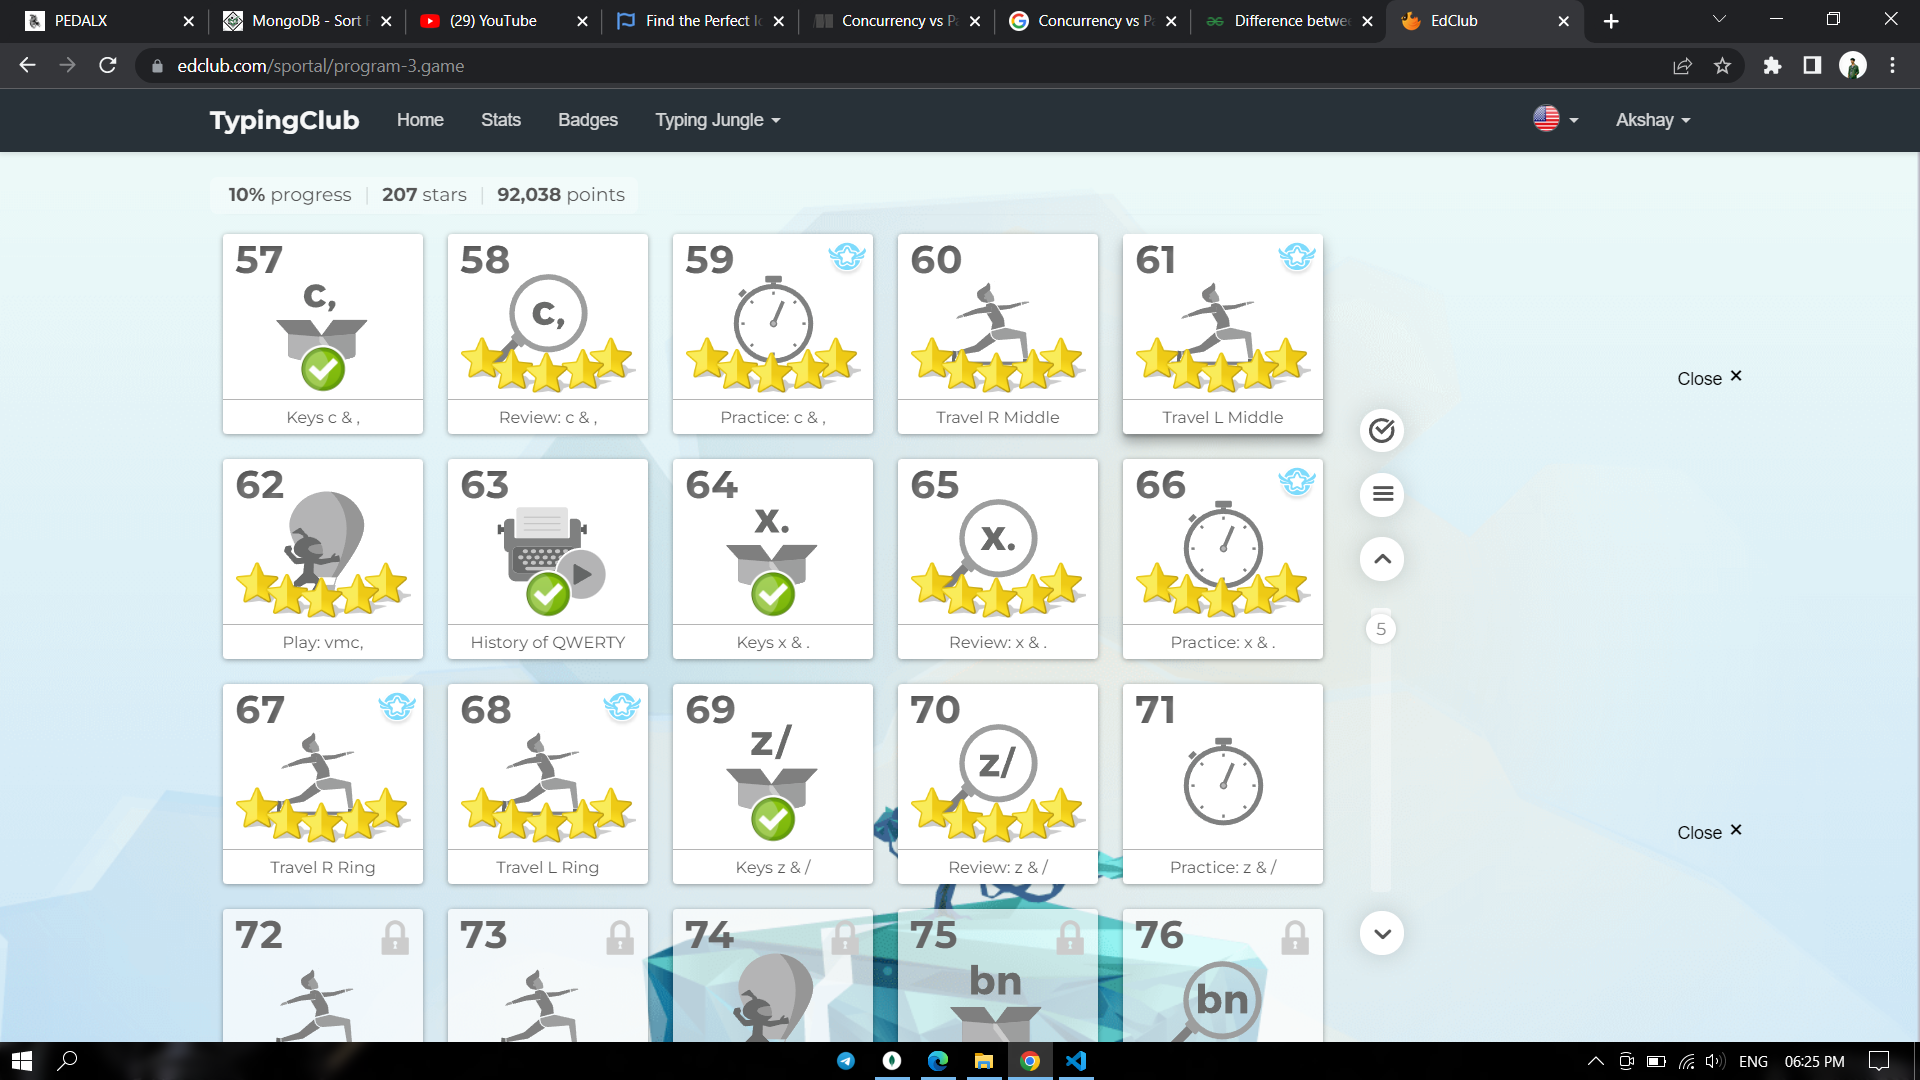 PEDALX
MongoDB - Sort F
(29) YouTube
Find the Perfect Ic
Concurrency vs Pa
Concurrency vs Pa
Difference betwee
EdClub
edclub.com/sportal/program-3.game
TypingClub
Home
Stats
Badges
Typing Jungle
Akshay
10% progress | 207 stars | 92,038 points
57
c,
Keys c & ,
58
c,
Review: c & ,
59
Practice: c & ,
60
Travel R Middle
61
Travel L Middle
Close ×
62
Play: vmc,
63
History of QWERTY
64
x.
Keys x & .
65
x.
Review: x & .
66
Practice: x & .
5
67
Travel R Ring
68
Travel L Ring
69
z/
Keys z & /
70
z/
Review: z & /
71
Practice: z & /
Close ×
72
73
74
75
bn
76
bn
ENG
06:25 PM